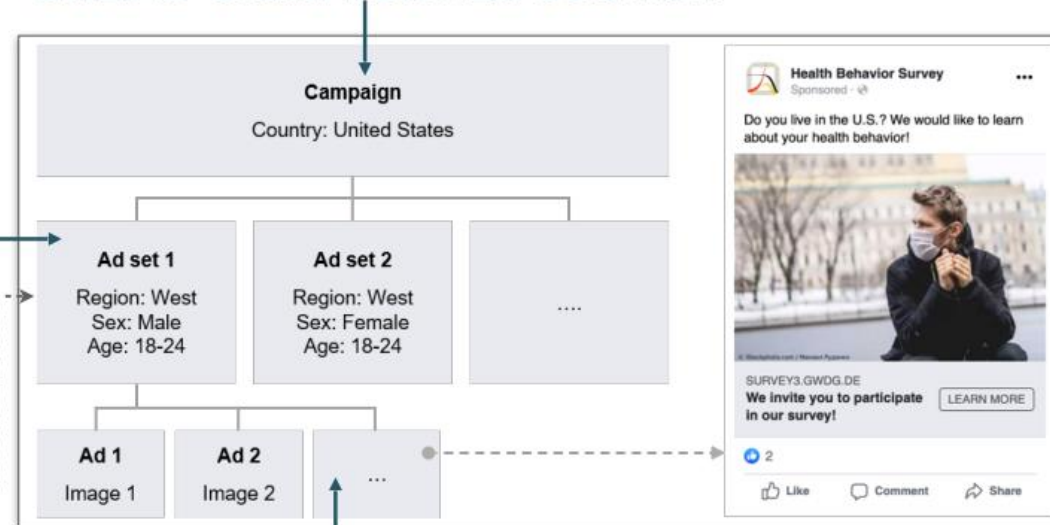 Campaign
Country: United States
Ad set 1
Region: West
Sex: Male
Age: 18-24
Ad set 2
Region: West
Sex: Female
Age: 18-24
....
Ad 1
Image 1
Ad 2
Image 2
...
Health Behavior Survey
Sponsored ·
Do you live in the U.S.? We would like to learn
about your health behavior!
SURVEY3.GWDG.DE
We invite you to participate
in our survey!
LEARN MORE
2
Like
Comment
Share